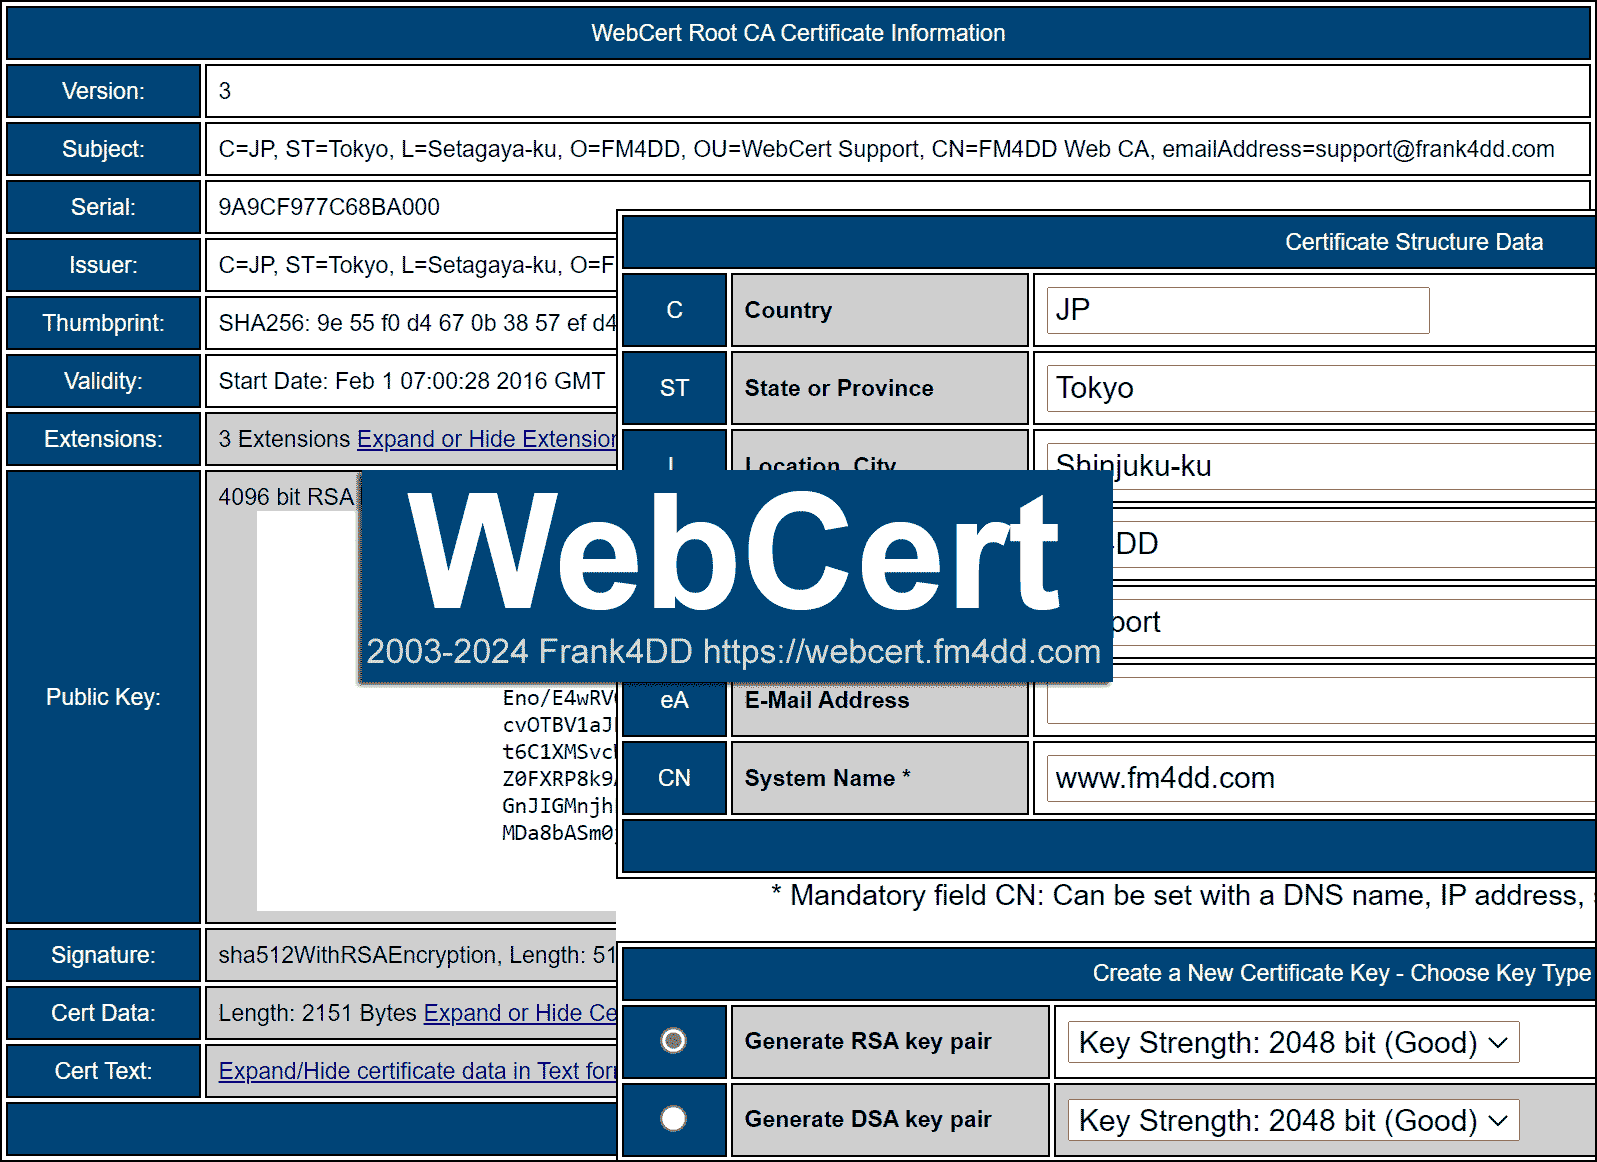 WebCert Root CA Certificate Information
Version: 3
Subject: C=JP, ST=Tokyo, L=Setagaya-ku, O=FM4DD, OU=WebCert Support, CN=FM4DD Web CA, emailAddress=support@frank4dd.com
Serial: 9A9CF977C68BA000
Issuer: C=JP, ST=Tokyo, L=Setagaya-ku, O=F
Thumbprint: SHA256: 9e 55 f0 d4 67 0b 38 57 ef d4
Validity: Start Date: Feb 1 07:00:28 2016 GMT
Extensions: 3 Extensions Expand or Hide Extension
Public Key: 4096 bit RSA
Eno/E4wRV
cvOTBV1aJ
t6C1XMSvc
Z0FXRP8k9
GnJIGMnjh
MDa8bASm0
Signature: sha512WithRSAEncryption, Length: 51
Cert Data: Length: 2151 Bytes Expand or Hide Ce
Cert Text: Expand/Hide certificate data in Text for
Certificate Structure Data
C Country JP
ST State or Province Tokyo
L Location, City Shinjuku-ku
DD
port
eA E-Mail Address
CN System Name * www.fm4dd.com
* Mandatory field CN: Can be set with a DNS name, IP address,
Create a New Certificate Key - Choose Key Type
Generate RSA key pair Key Strength: 2048 bit (Good)
Generate DSA key pair Key Strength: 2048 bit (Good)
WebCert
2003-2024 Frank4DD https://webcert.fm4dd.com